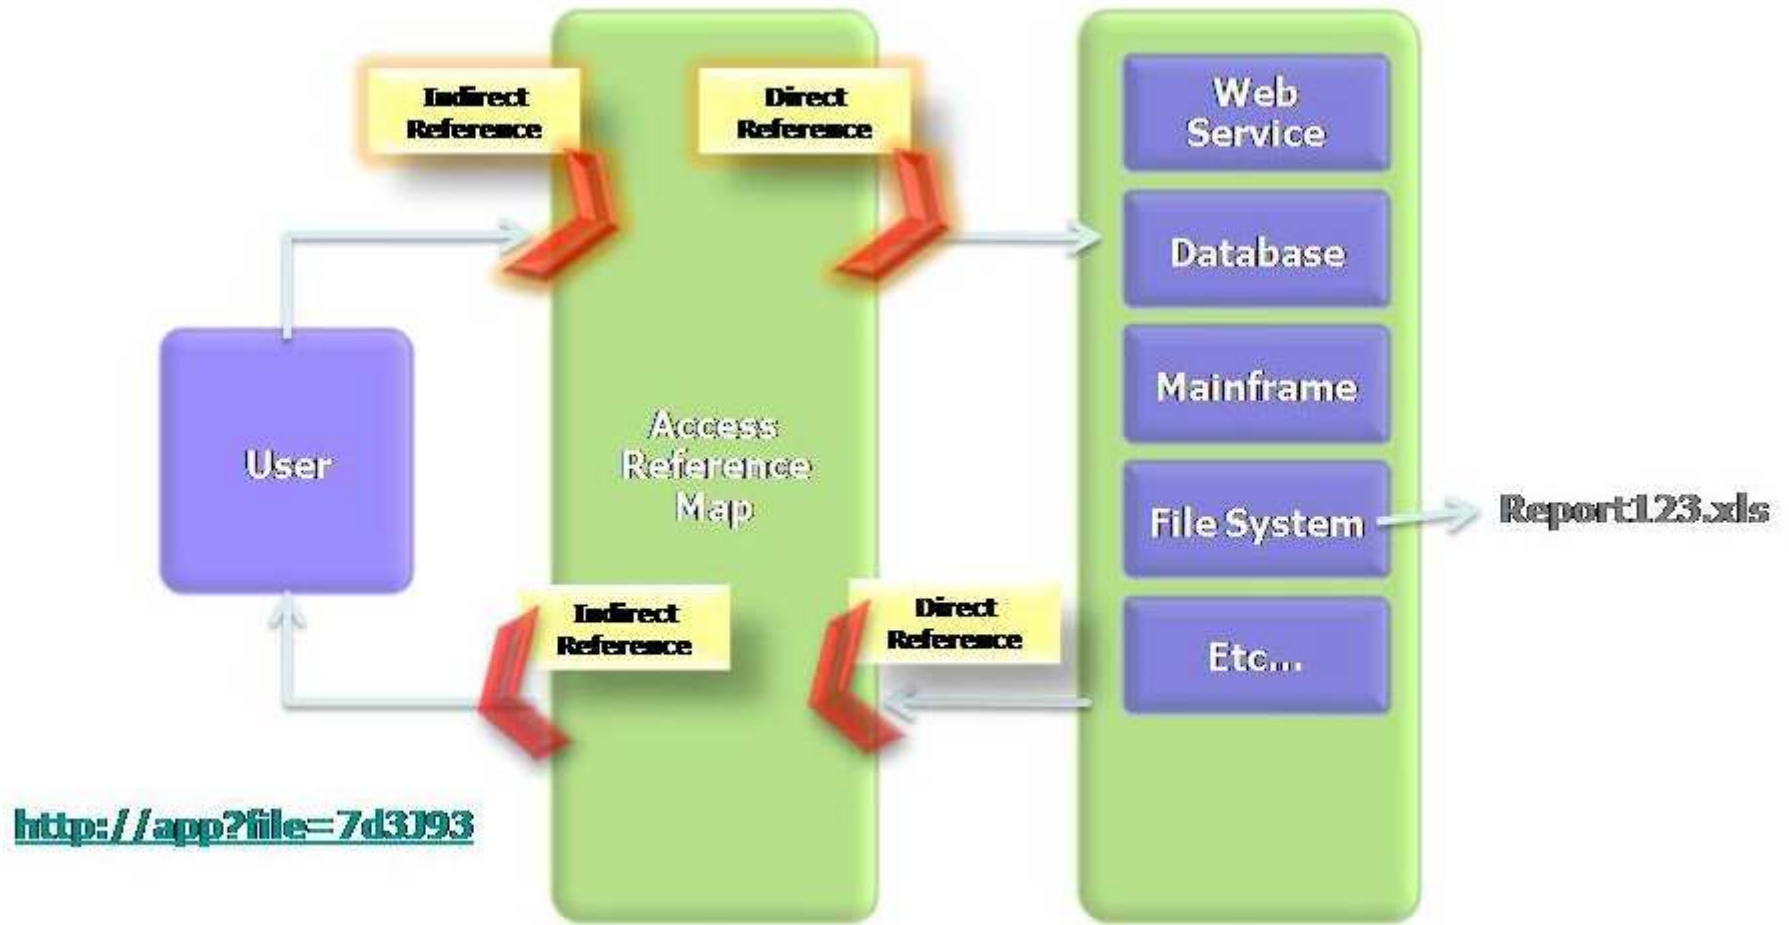 Indirect
Reference
Direct
Reference
Web
Service
Database
Mainframe
File System
Etc...
Report123.xls
User
Access
Reference
Map
Indirect
Reference
Direct
Reference
http://app?file=7d3J93